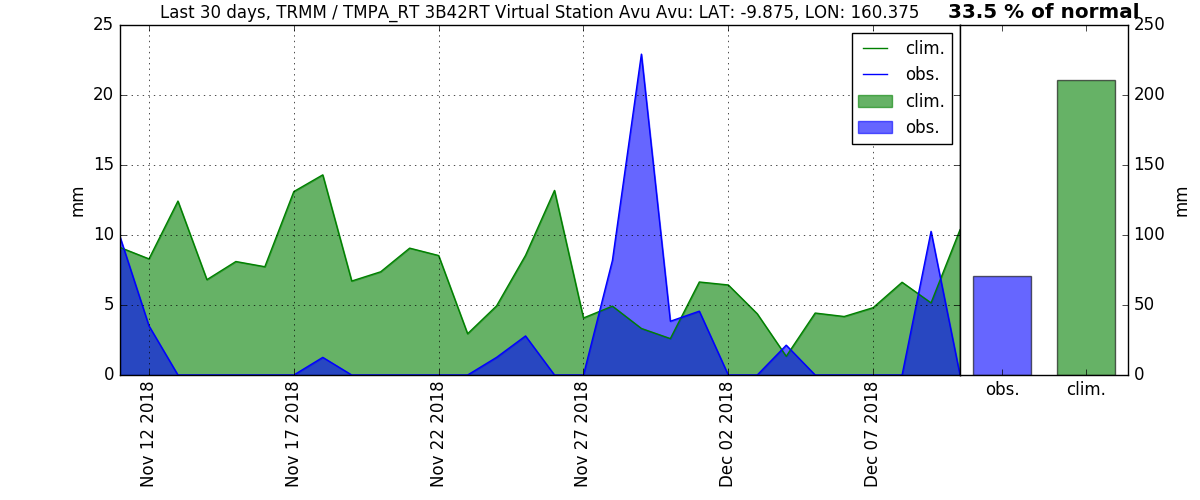 Last 30 days, TRMM / TMPA_RT 3B42RT Virtual Station Avu Avu: LAT: -9.875, LON: 160.375
33.5 % of normal
25
20
15
10
5
0
mm
clim.
obs.
clim.
obs.
250
200
150
100
50
0
mm
obs.
clim.
Nov 12 2018
Nov 17 2018
Nov 22 2018
Nov 27 2018
Dec 02 2018
Dec 07 2018